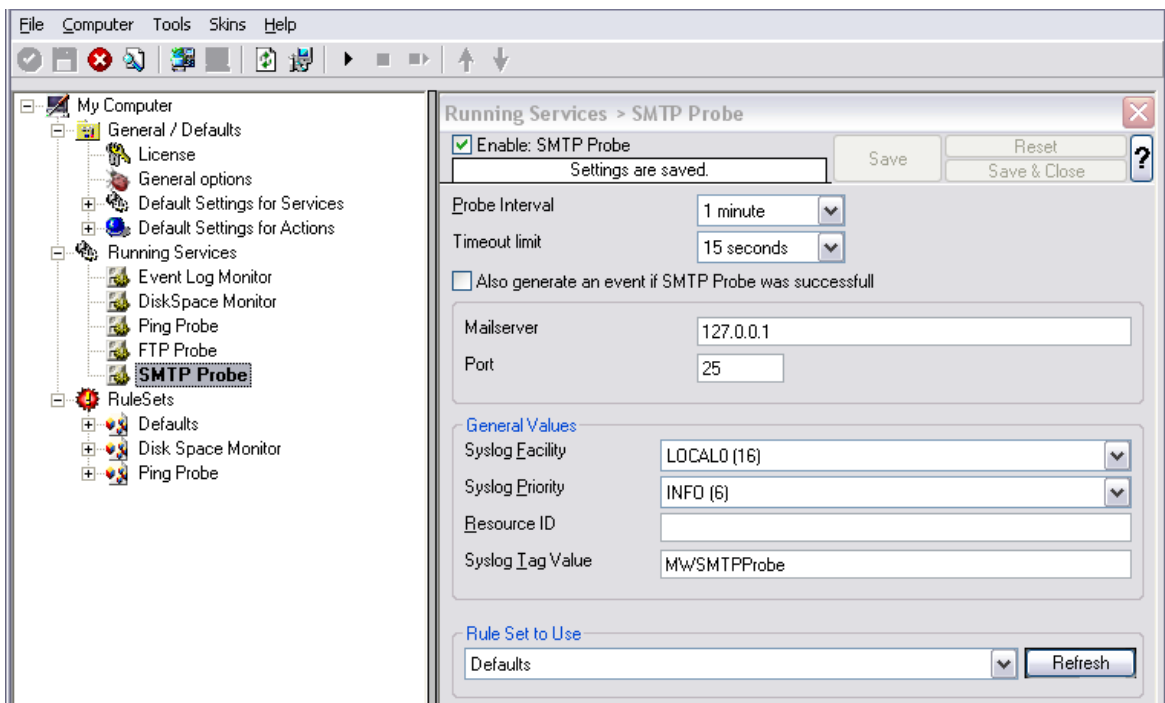 File Computer Tools Skins Help
My Computer
General / Defaults
License
General options
Default Settings for Services
Default Settings for Actions
Running Services
Event Log Monitor
DiskSpace Monitor
Ping Probe
FTP Probe
SMTP Probe
RuleSets
Defaults
Disk Space Monitor
Ping Probe
Running Services > SMTP Probe
Enable: SMTP Probe
Settings are saved.
Save
Reset
Save & Close
?
Probe Interval
1 minute
Timeout limit
15 seconds
Also generate an event if SMTP Probe was successfull
Mailserver
127.0.0.1
Port
25
General Values
Syslog Facility
LOCAL0 (16)
Syslog Priority
INFO (6)
Resource ID
Syslog Tag Value
MWSMTPProbe
Rule Set to Use
Defaults
Refresh